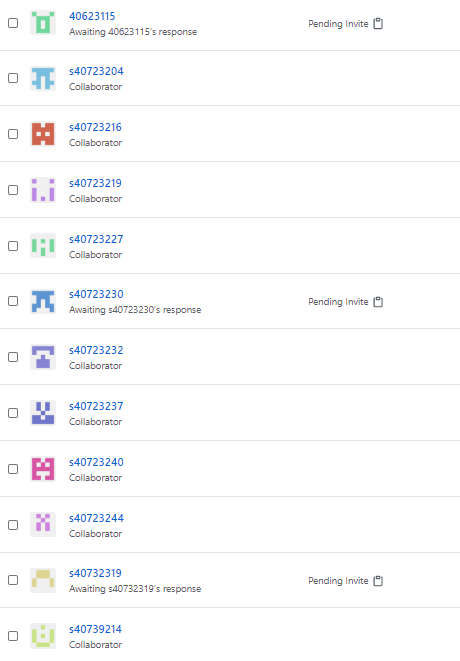 40623115
Awaiting 40623115's response
Pending Invite
s40723204
Collaborator
s40723216
Collaborator
s40723219
Collaborator
s40723227
Collaborator
s40723230
Awaiting s40723230's response
Pending Invite
s40723232
Collaborator
s40723237
Collaborator
s40723240
Collaborator
s40723244
Collaborator
s40732319
Awaiting s40732319's response
Pending Invite
s40739214
Collaborator